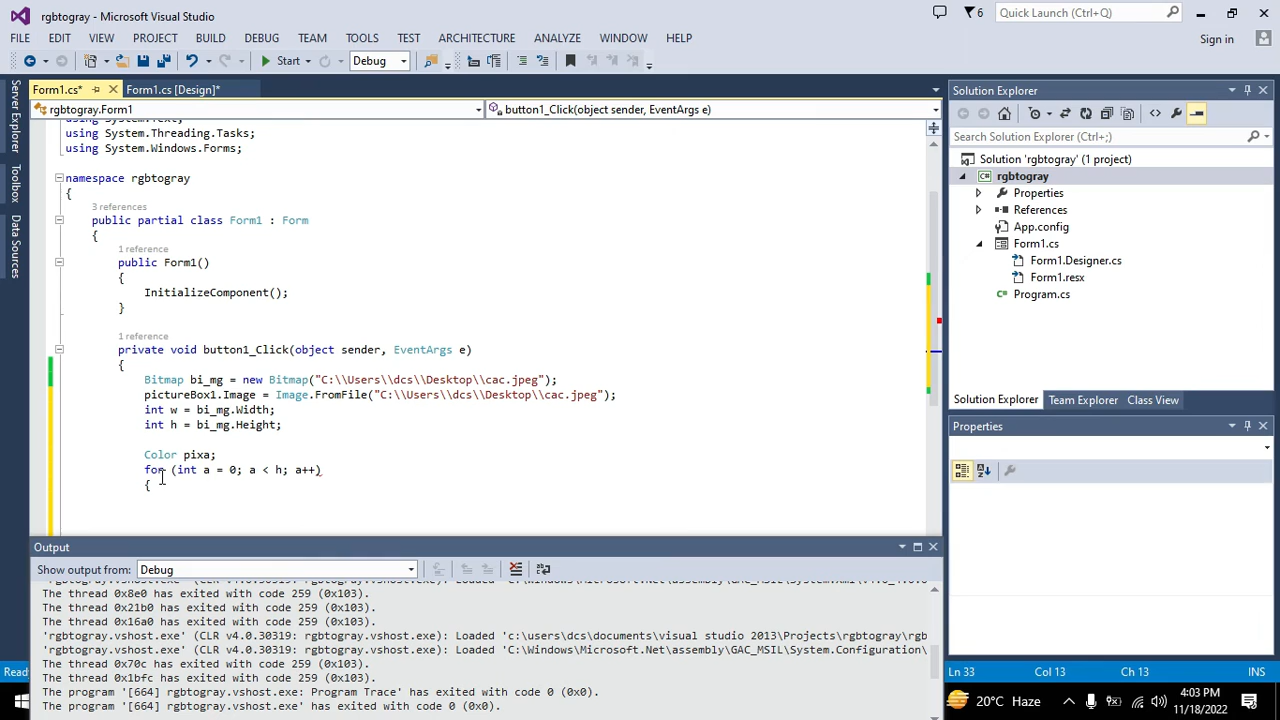 rgbtogray - Microsoft Visual Studio
6
Quick Launch (Ctrl+Q)
FILE EDIT VIEW PROJECT BUILD DEBUG TEAM TOOLS TEST ARCHITECTURE ANALYZE WINDOW HELP
Sign in
Start
Debug
Server Explorer
Toolbox
Data Sources
Form1.cs*
Form1.cs [Design]*
rgbtogray.Form1
button1_Click(object sender, EventArgs e)
using System.Text;
using System.Threading.Tasks;
using System.Windows.Forms;
namespace rgbtogray
{
3 references
public partial class Form1 : Form
{
1 reference
public Form1()
{
InitializeComponent();
}
1 reference
private void button1_Click(object sender, EventArgs e)
{
Bitmap bi_mg = new Bitmap("C:\\Users\\dcs\\Desktop\\cac.jpeg");
pictureBox1.Image = Image.FromFile("C:\\Users\\dcs\\Desktop\\cac.jpeg");
int w = bi_mg.Width;
int h = bi_mg.Height;
Color pixa;
for (int a = 0; a < h; a++)
{
Solution Explorer
Search Solution Explorer (Ctrl+;)
Solution 'rgbtogray' (1 project)
rgbtogray
Properties
References
App.config
Form1.cs
Form1.Designer.cs
Form1.resx
Program.cs
Solution Explorer Team Explorer Class View
Properties
Output
Show output from: Debug
The thread 0x8e0 has exited with code 259 (0x103).
The thread 0x21b0 has exited with code 259 (0x103).
The thread 0x16a0 has exited with code 259 (0x103).
'rgbtogray.vshost.exe' (CLR v4.0.30319: rgbtogray.vshost.exe): Loaded 'c:\users\dcs\documents\visual studio 2013\Projects\rgbtogray\rgb
'rgbtogray.vshost.exe' (CLR v4.0.30319: rgbtogray.vshost.exe): Loaded 'C:\Windows\Microsoft.Net\assembly\GAC_MSIL\System.Configuration\
The thread 0x70c has exited with code 259 (0x103).
The thread 0x1bfc has exited with code 259 (0x103).
The program '[664] rgbtogray.vshost.exe: Program Trace' has exited with code 0 (0x0).
The program '[664] rgbtogray.vshost.exe' has exited with code 0 (0x0).
Ready
Ln 33 Col 13 Ch 13 INS
20°C Haze
4:03 PM
11/18/2022